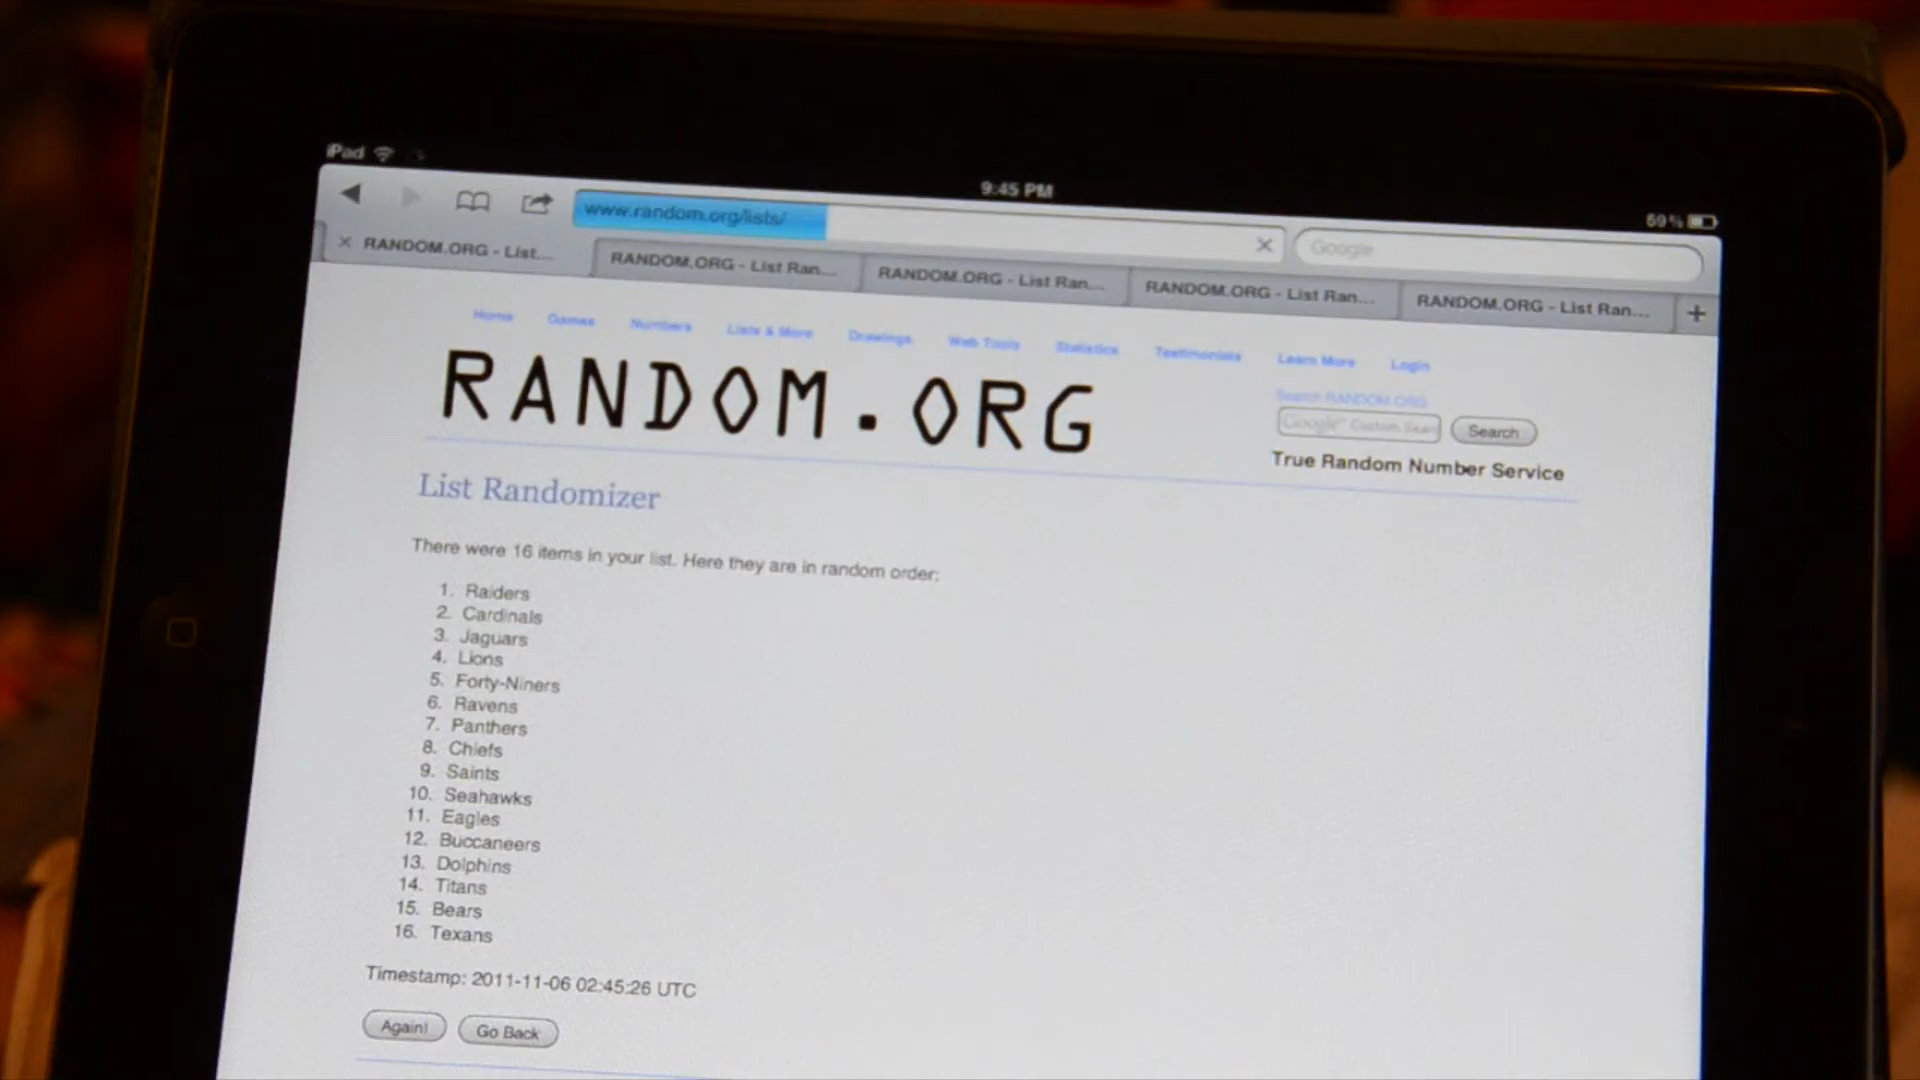 iPad
9:45 PM
59%
www.random.org/lists/
Google
RANDOM.ORG - List...
RANDOM.ORG - List Ran...
RANDOM.ORG - List Ran...
RANDOM.ORG - List Ran...
RANDOM.ORG - List Ran...
Home Games Numbers Lists & More Drawings Web Tools Statistics Testimonials Learn More Login
RANDOM.ORG
Search RANDOM.ORG
Google™ Custom Sear
Search
True Random Number Service
List Randomizer
There were 16 items in your list. Here they are in random order:
1. Raiders
2. Cardinals
3. Jaguars
4. Lions
5. Forty-Niners
6. Ravens
7. Panthers
8. Chiefs
9. Saints
10. Seahawks
11. Eagles
12. Buccaneers
13. Dolphins
14. Titans
15. Bears
16. Texans
Timestamp: 2011-11-06 02:45:26 UTC
Again! Go Back